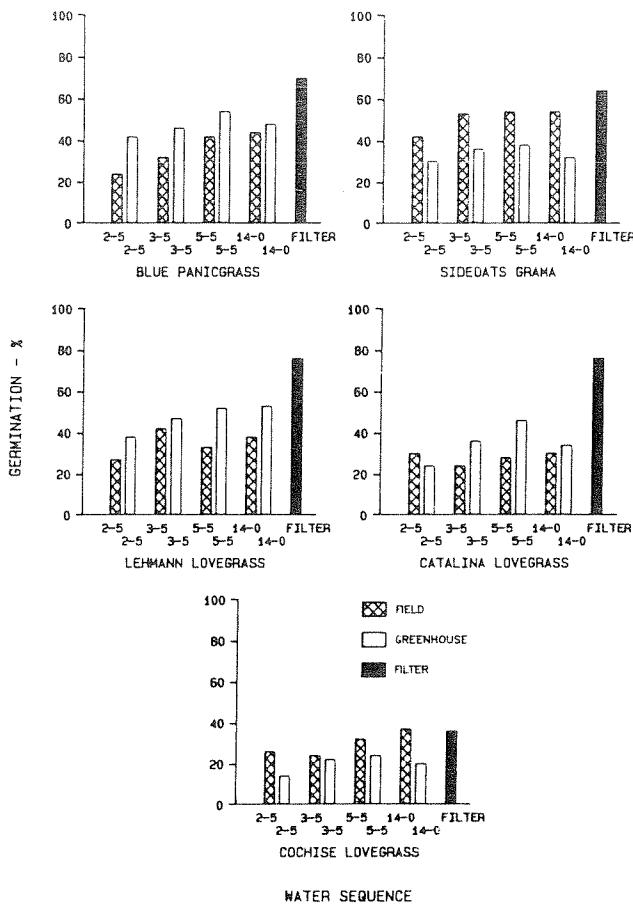 100
80
60
40
20
0
2-5 3-5 5-5 14-0 FILTER
2-5 3-5 5-5 14-0
BLUE PANICGRASS
100
80
60
40
20
0
2-5 3-5 5-5 14-0 FILTER
2-5 3-5 5-5 14-0
SIDEOATS GRAMA
GERMINATION - %
100
80
60
40
20
0
2-5 3-5 5-5 14-0 FILTER
2-5 3-5 5-5 14-0
LEHMANN LOVEGRASS
100
80
60
40
20
0
2-5 3-5 5-5 14-0 FILTER
2-5 3-5 5-5 14-0
CATALINA LOVEGRASS
100
80
60
40
20
0
FIELD
GREENHOUSE
FILTER
2-5 3-5 5-5 14-0 FILTER
2-5 3-5 5-5 14-0
COCHISE LOVEGRASS
WATER SEQUENCE